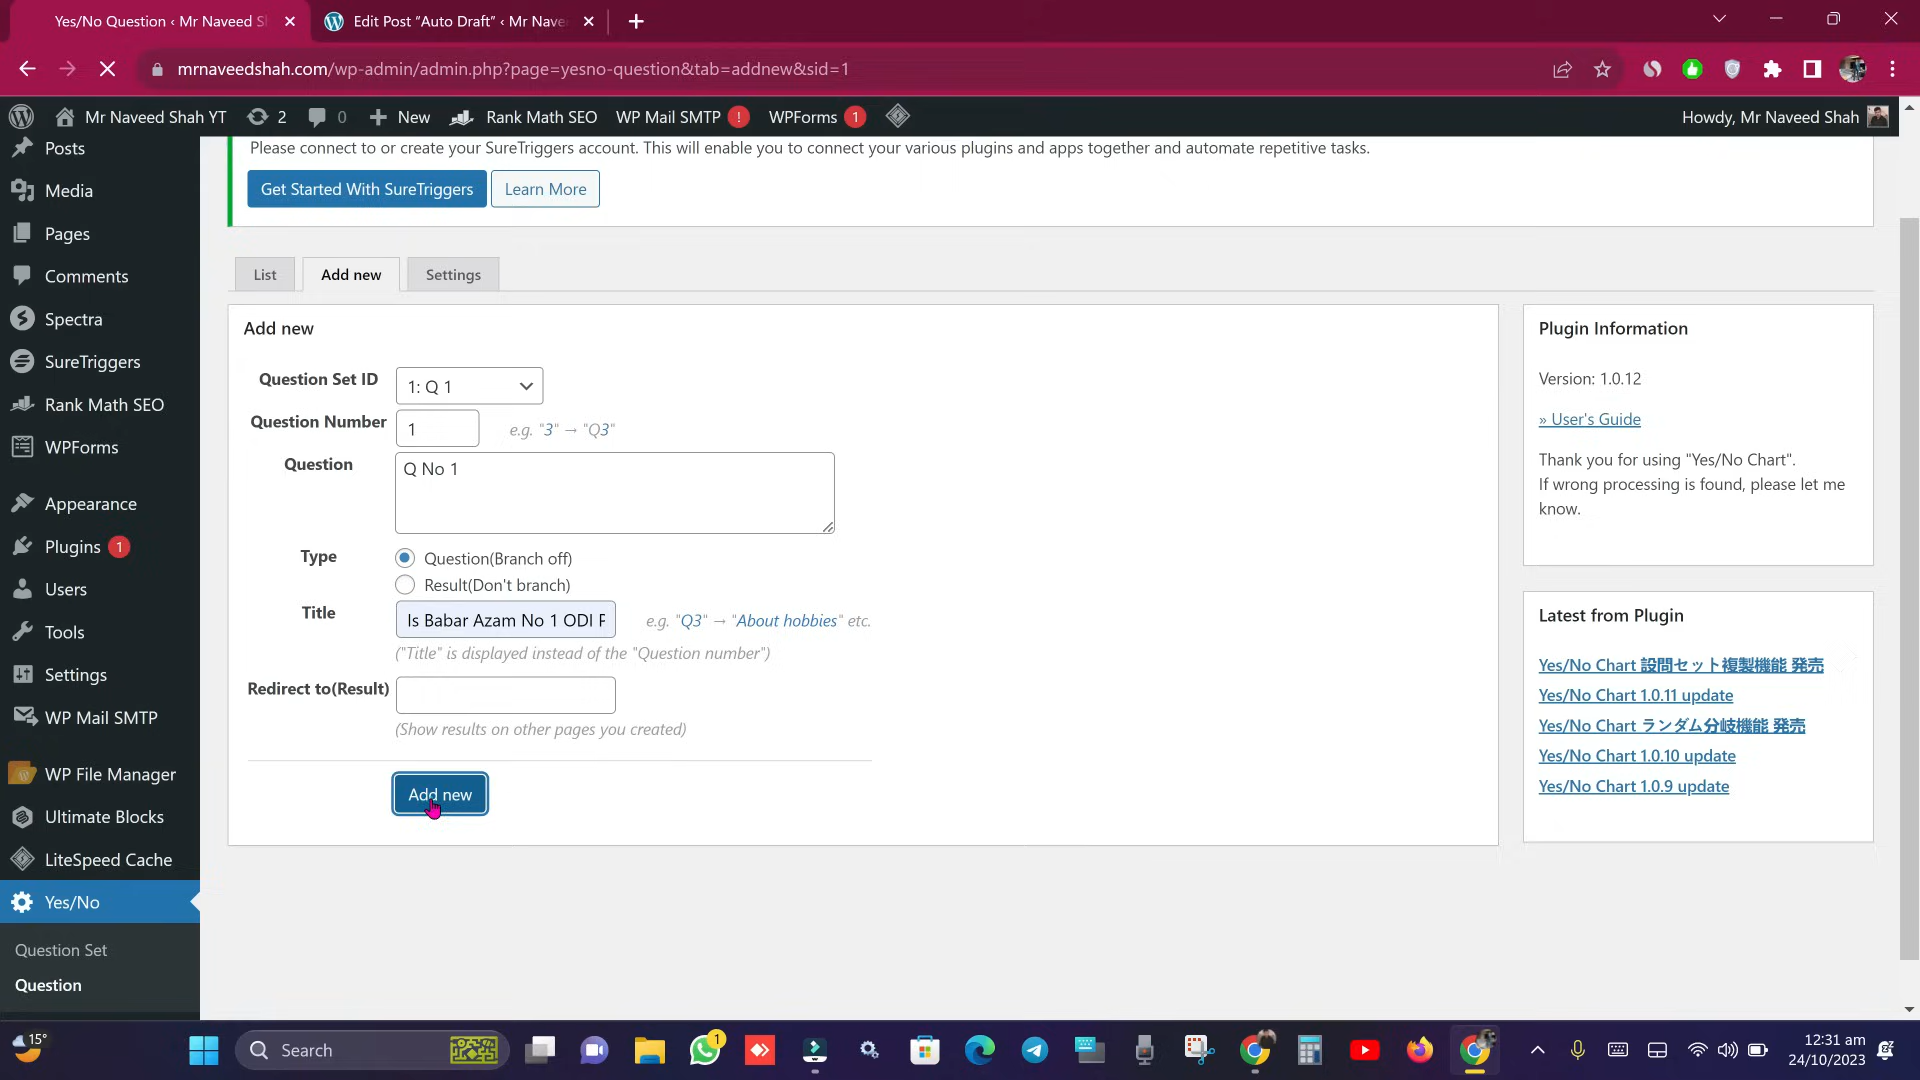 Yes/No Question ‹ Mr Naveed S
Edit Post “Auto Draft” ‹ Mr Nave
mrnaveedshah.com/wp-admin/admin.php?page=yesno-question&tab=addnew&sid=1
Mr Naveed Shah YT
2
0
New
Rank Math SEO
WP Mail SMTP !
WPForms 1
Howdy, Mr Naveed Shah
Posts
Media
Pages
Comments
Spectra
SureTriggers
Rank Math SEO
WPForms
Appearance
Plugins 1
Users
Tools
Settings
WP Mail SMTP
WP File Manager
Ultimate Blocks
LiteSpeed Cache
Yes/No
Question Set
Question
Please connect to or create your SureTriggers account. This will enable you to connect your various plugins and apps together and automate repetitive tasks.
Get Started With SureTriggers
Learn More
List
Add new
Settings
Add new
Question Set ID
1: Q 1
Question Number
1
e.g. "3" → "Q3"
Question
Q No 1
Type
Question(Branch off)
Result(Don't branch)
Title
Is Babar Azam No 1 ODI
e.g. "Q3" → "About hobbies" etc.
("Title" is displayed instead of the "Question number")
Redirect to(Result)
(Show results on other pages you created)
Add new
Plugin Information
Version: 1.0.12
» User's Guide
Thank you for using "Yes/No Chart".
If wrong processing is found, please let me
know.
Latest from Plugin
Yes/No Chart 設問セット複製機能 発売
Yes/No Chart 1.0.11 update
Yes/No Chart ランダム分岐機能 発売
Yes/No Chart 1.0.10 update
Yes/No Chart 1.0.9 update
15°
Search
1
12:31 am
24/10/2023